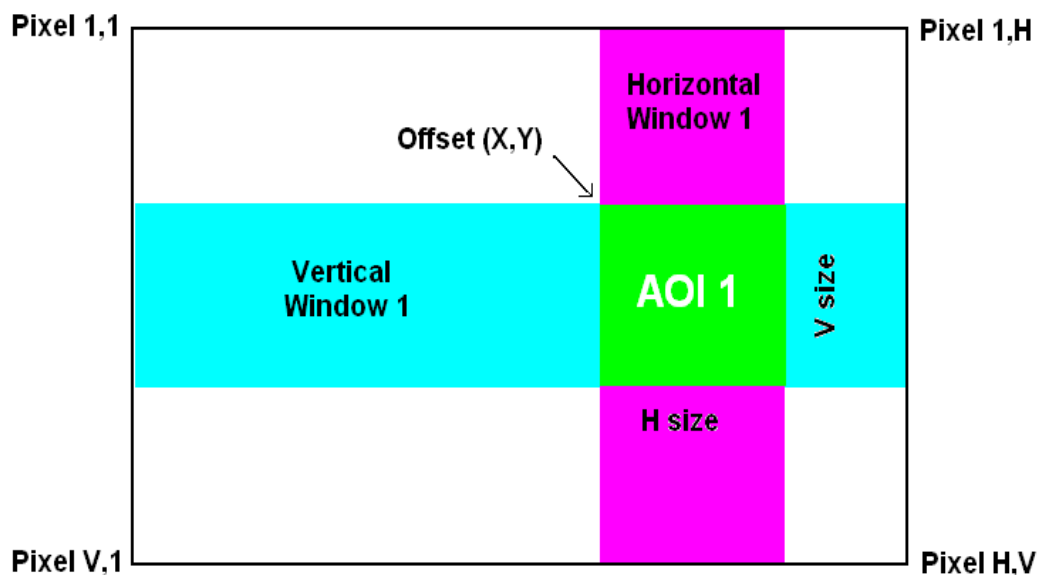 Pixel 1,1
Pixel 1,H
Horizontal
Window 1
Offset (X,Y)
Vertical
Window 1
AOI 1
V size
H size
Pixel V,1
Pixel H,V